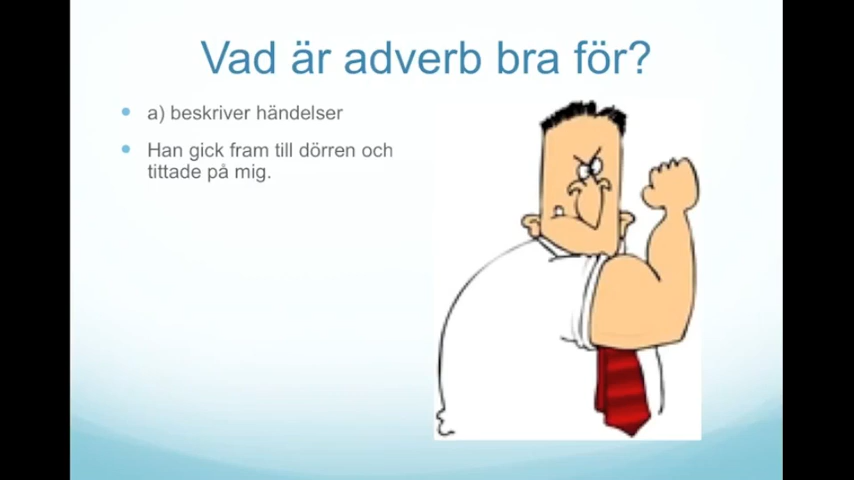 Vad är adverb bra för?
a) beskriver händelser
Han gick fram till dörren och
tittade på mig.